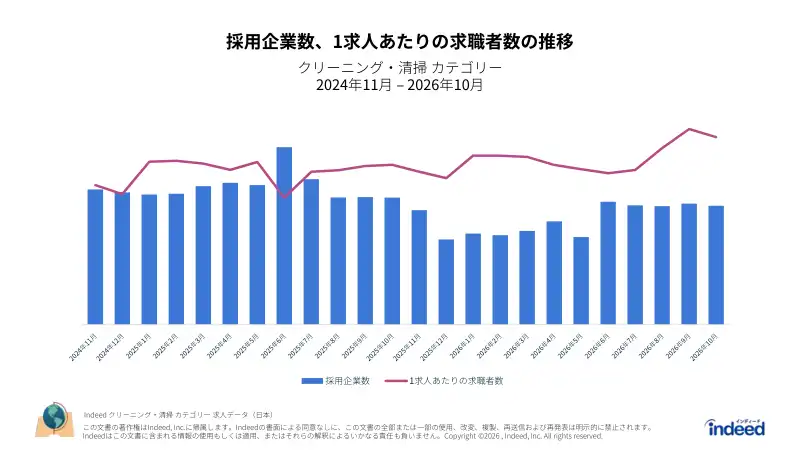 採用企業数、1求人あたりの求職者数の推移
クリーニング・清掃 カテゴリー
2024年11月 – 2026年10月
2024年11月
2024年12月
2025年1月
2025年2月
2025年3月
2025年4月
2025年5月
2025年6月
2025年7月
2025年8月
2025年9月
2025年10月
2025年11月
2025年12月
2026年1月
2026年2月
2026年3月
2026年4月
2026年5月
2026年6月
2026年7月
2026年8月
2026年9月
2026年10月
採用企業数
1求人あたりの求職者数
Indeed クリーニング・清掃 カテゴリー 求人データ（日本）
この文書の著作権はIndeed, Inc.に帰属します。Indeedの書面による同意なしに、この文書の全部または一部の使用、改変、複製、再送信および再発表は明示的に禁止されます。
Indeedはこの文書に含まれる情報の使用もしくは適用、またはそれらの解釈によるいかなる責任も負いません。Copyright ©2026 , Indeed, Inc. All rights reserved.
インディード
indeed